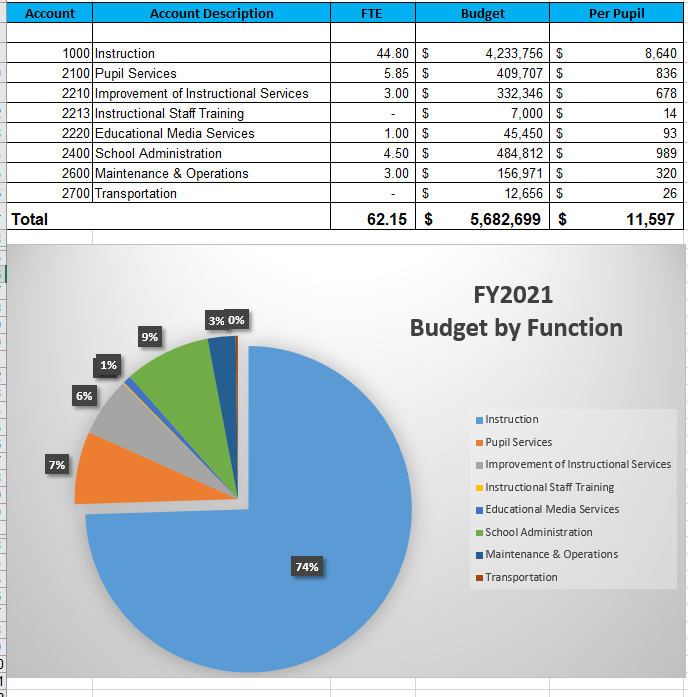 Account Account Description FTE Budget Per Pupil
1000 Instruction 44.80 $ 4,233,756 $ 8,640
2100 Pupil Services 5.85 $ 409,707 $ 836
2210 Improvement of Instructional Services 3.00 $ 332,346 $ 678
2213 Instructional Staff Training - $ 7,000 $ 14
2220 Educational Media Services 1.00 $ 45,450 $ 93
2400 School Administration 4.50 $ 484,812 $ 989
2600 Maintenance & Operations 3.00 $ 156,971 $ 320
2700 Transportation - $ 12,656 $ 26
Total 62.15 $ 5,682,699 $ 11,597
FY2021
Budget by Function
3% 0%
9%
1%
6%
7%
74%
Instruction
Pupil Services
Improvement of Instructional Services
Instructional Staff Training
Educational Media Services
School Administration
Maintenance & Operations
Transportation